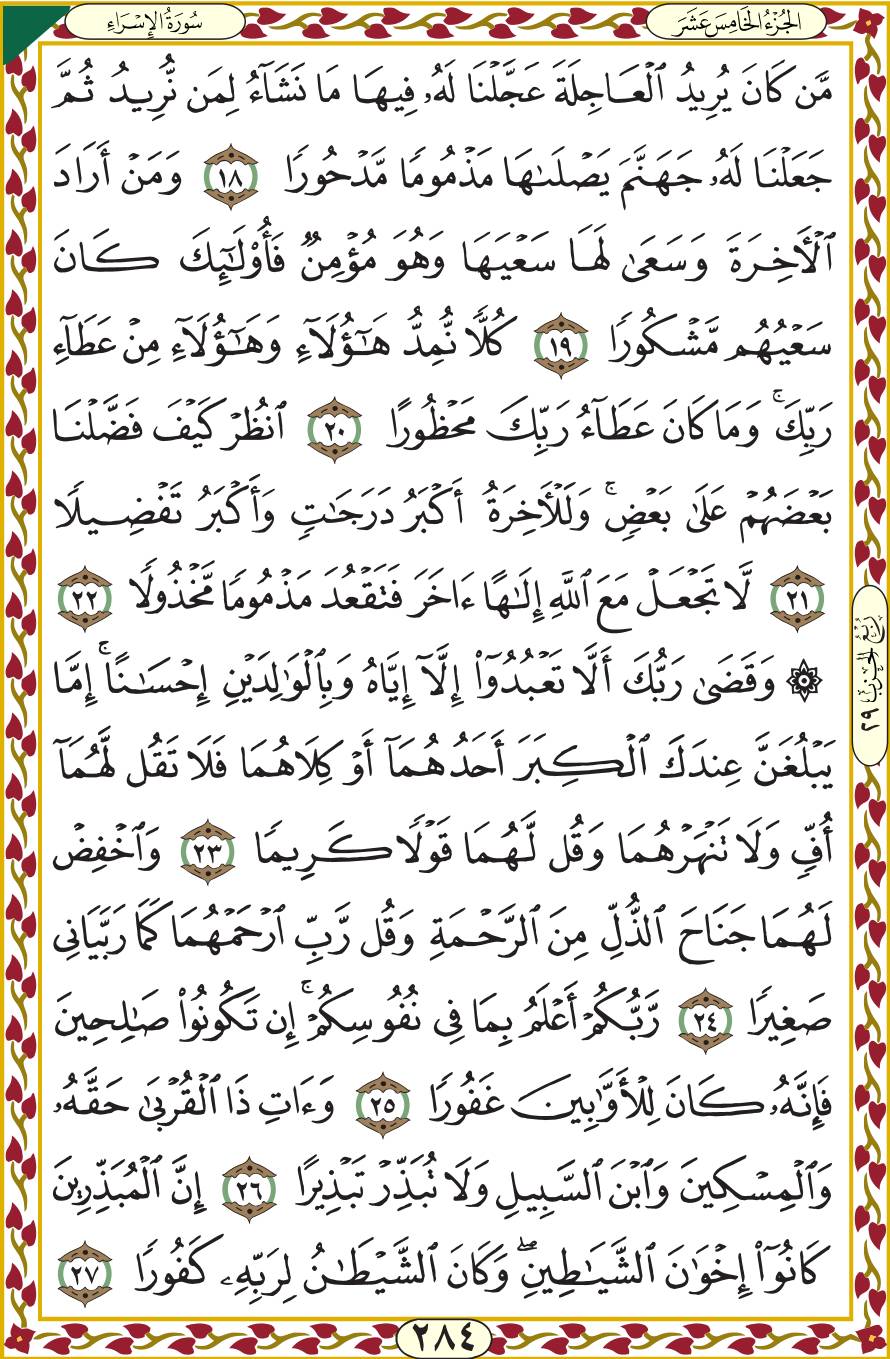 سُورَةُ الإِسْرَاءِ
الجُزْءُ الخَامِسَ عَشَرَ
مَّن كَانَ يُرِيدُ ٱلْعَاجِلَةَ عَجَّلْنَا لَهُۥ فِيهَا مَا نَشَآءُ لِمَن نُّرِيدُ ثُمَّ
جَعَلْنَا لَهُۥ جَهَنَّمَ يَصْلَىٰهَا مَذْمُومًا مَّدْحُورًا ١٨ وَمَنْ أَرَادَ
ٱلْأَخِرَةَ وَسَعَىٰ لَهَا سَعْيَهَا وَهُوَ مُؤْمِنٌ فَأُو۟لَٰٓئِكَ كَانَ
سَعْيُهُم مَّشْكُورًا ١٩ كُلًّا نُّمِدُّ هَٰٓؤُلَآءِ وَهَٰٓؤُلَآءِ مِنْ عَطَآءِ
رَبِّكَ ۚ وَمَا كَانَ عَطَآءُ رَبِّكَ مَحْظُورًا ٢٠ ٱنظُرْ كَيْفَ فَضَّلْنَا
بَعْضَهُمْ عَلَىٰ بَعْضٍ ۚ وَلَلْأَخِرَةُ أَكْبَرُ دَرَجَٰتٍ وَأَكْبَرُ تَفْضِيلًا
٢١ لَّا تَجْعَلْ مَعَ ٱللَّهِ إِلَٰهًا ءَاخَرَ فَتَقْعُدَ مَذْمُومًا مَّخْذُولًا ٢٢
۞ وَقَضَىٰ رَبُّكَ أَلَّا تَعْبُدُوٓا۟ إِلَّآ إِيَّاهُ وَبِٱلْوَٰلِدَيْنِ إِحْسَٰنًا ۚ إِمَّا
يَبْلُغَنَّ عِندَكَ ٱلْكِبَرَ أَحَدُهُمَآ أَوْ كِلَاهُمَا فَلَا تَقُل لَّهُمَآ
أُفٍّ وَلَا تَنْهَرْهُمَا وَقُل لَّهُمَا قَوْلًا كَرِيمًا ٢٣ وَٱخْفِضْ
لَهُمَا جَنَاحَ ٱلذُّلِّ مِنَ ٱلرَّحْمَةِ وَقُل رَّبِّ ٱرْحَمْهُمَا كَمَا رَبَّيَانِى
صَغِيرًا ٢٤ رَّبُّكُمْ أَعْلَمُ بِمَا فِى نُفُوسِكُمْ ۚ إِن تَكُونُوا۟ صَٰلِحِينَ
فَإِنَّهُۥ كَانَ لِلْأَوَّٰبِينَ غَفُورًا ٢٥ وَءَاتِ ذَا ٱلْقُرْبَىٰ حَقَّهُۥ
وَٱلْمِسْكِينَ وَٱبْنَ ٱلسَّبِيلِ وَلَا تُبَذِّرْ تَبْذِيرًا ٢٦ إِنَّ ٱلْمُبَذِّرِينَ
كَانُوٓا۟ إِخْوَٰنَ ٱلشَّيَٰطِينِ ۖ وَكَانَ ٱلشَّيْطَٰنُ لِرَبِّهِۦ كَفُورًا ٢٧
رُبْعُ الحِزْبِ ٢٩
٢٨٤